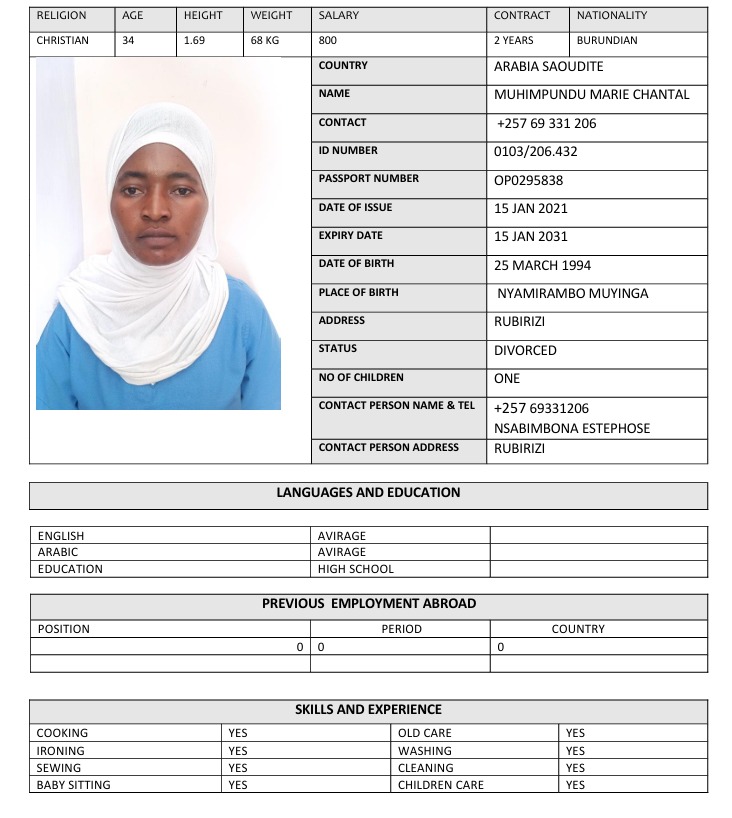 RELIGION AGE HEIGHT WEIGHT SALARY CONTRACT NATIONALITY
CHRISTIAN 34 1.69 68 KG 800 2 YEARS BURUNDIAN
COUNTRY ARABIA SAOUDITE
NAME MUHIMPUNDU MARIE CHANTAL
CONTACT +257 69 331 206
ID NUMBER 0103/206.432
PASSPORT NUMBER OP0295838
DATE OF ISSUE 15 JAN 2021
EXPIRY DATE 15 JAN 2031
DATE OF BIRTH 25 MARCH 1994
PLACE OF BIRTH NYAMIRAMBO MUYINGA
ADDRESS RUBIRIZI
STATUS DIVORCED
NO OF CHILDREN ONE
CONTACT PERSON NAME & TEL +257 69331206
NSABIMBONA ESTEPHOSE
CONTACT PERSON ADDRESS RUBIRIZI
LANGUAGES AND EDUCATION
ENGLISH AVIRAGE
ARABIC AVIRAGE
EDUCATION HIGH SCHOOL
PREVIOUS EMPLOYMENT ABROAD
POSITION PERIOD COUNTRY
0 0 0
SKILLS AND EXPERIENCE
COOKING YES OLD CARE YES
IRONING YES WASHING YES
SEWING YES CLEANING YES
BABY SITTING YES CHILDREN CARE YES